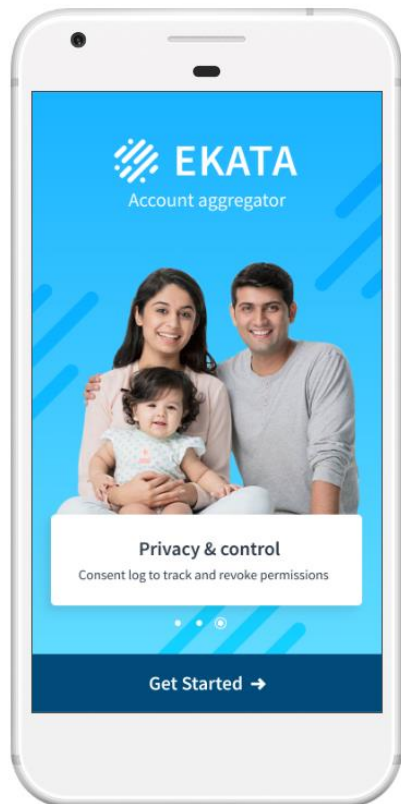 EKATA
Account aggregator
Privacy & control
Consent log to track and revoke permissions
Get Started →